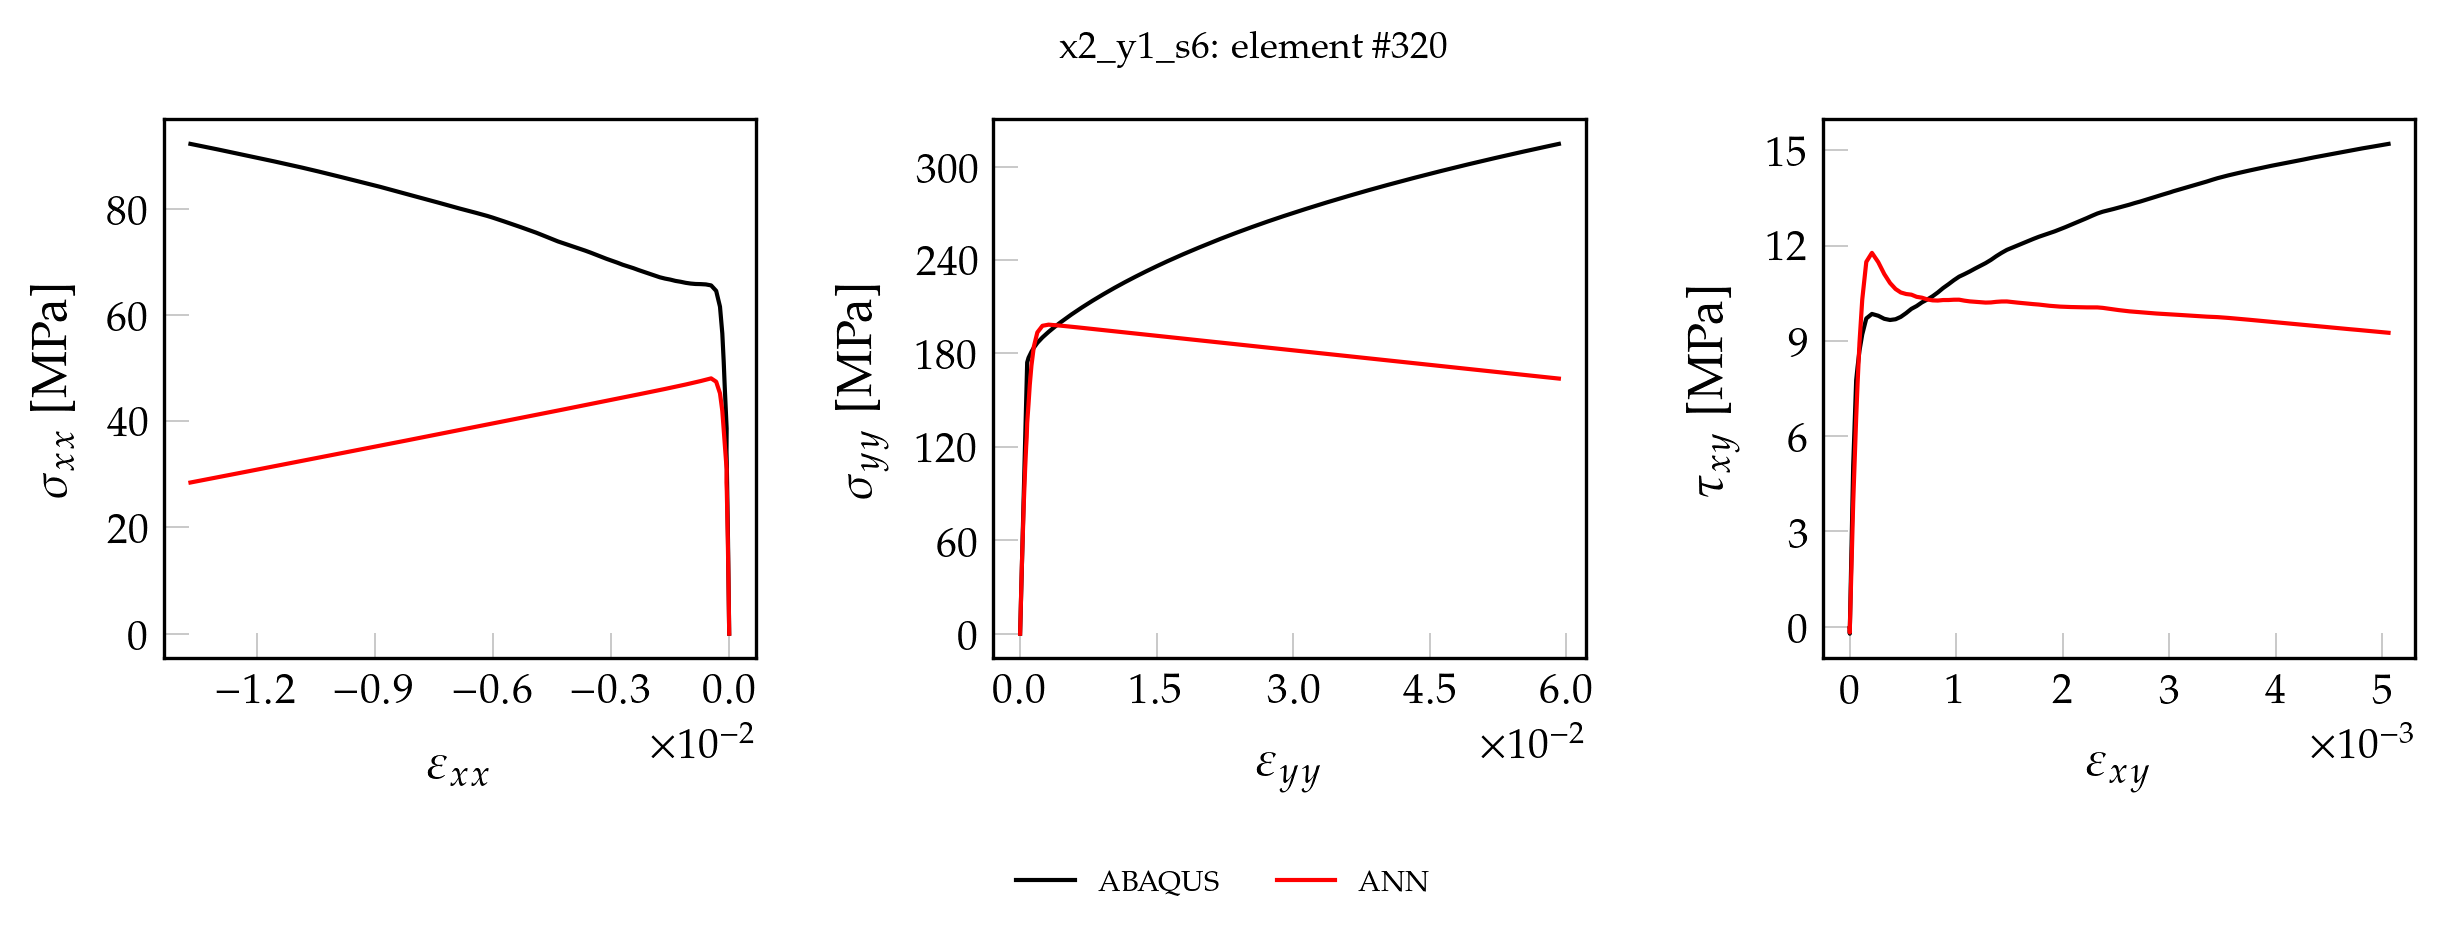 x2_y1_s6: element #320
σxx [MPa]
80
60
40
20
0
−1.2 −0.9 −0.6 −0.3 0.0
×10−2
εxx
σyy [MPa]
300
240
180
120
60
0
0.0 1.5 3.0 4.5 6.0
×10−2
εyy
τxy [MPa]
15
12
9
6
3
0
0 1 2 3 4 5
×10−3
εxy
ABAQUS ANN